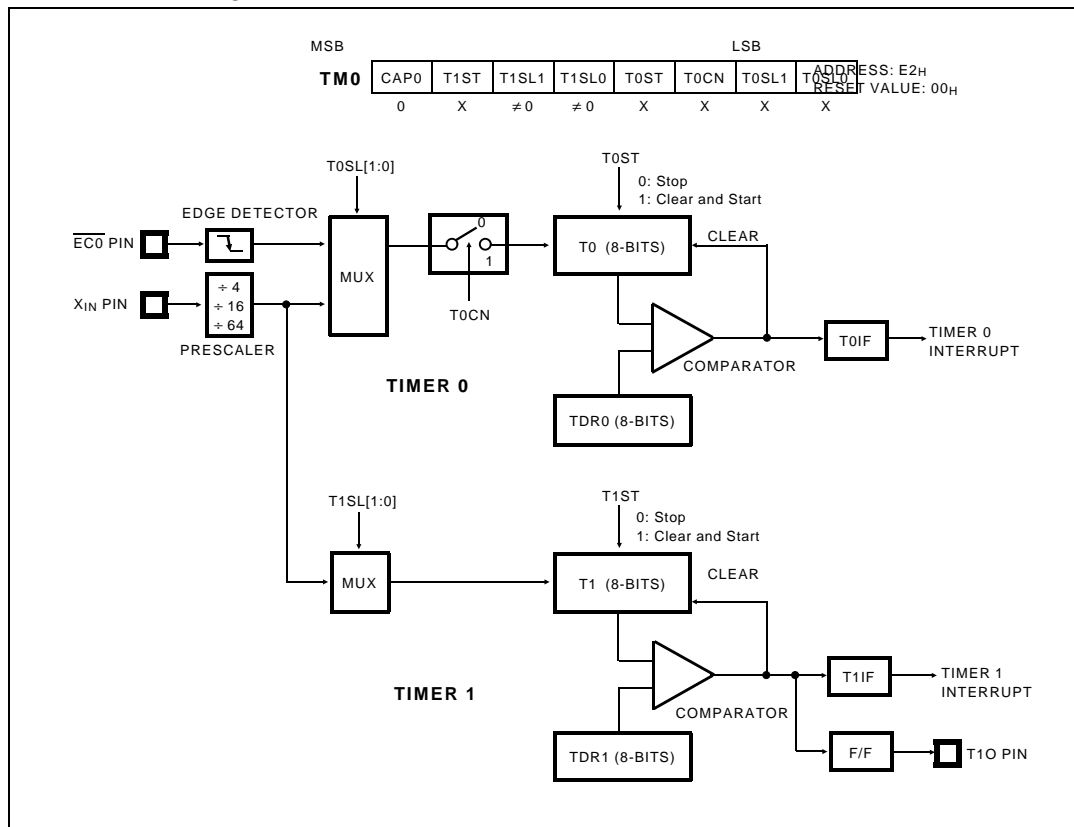 MSB LSB
TM0 CAP0 T1ST T1SL1 T1SL0 T0ST T0CN T0SL1 T0SL0
ADDRESS: E2H
RESET VALUE: 00H
0 X ≠ 0 ≠ 0 X X X X
T0SL[1:0]
T0ST
0: Stop
1: Clear and Start
EDGE DETECTOR
EC0 PIN
MUX
0
1
T0 (8-BITS)
CLEAR
XIN PIN
÷ 4
÷ 16
÷ 64
PRESCALER
T0CN
COMPARATOR
T0IF
TIMER 0
INTERRUPT
TIMER 0
TDR0 (8-BITS)
T1SL[1:0]
T1ST
0: Stop
1: Clear and Start
MUX
T1 (8-BITS)
CLEAR
TIMER 1
COMPARATOR
T1IF
TIMER 1
INTERRUPT
TDR1 (8-BITS)
F/F
T1O PIN